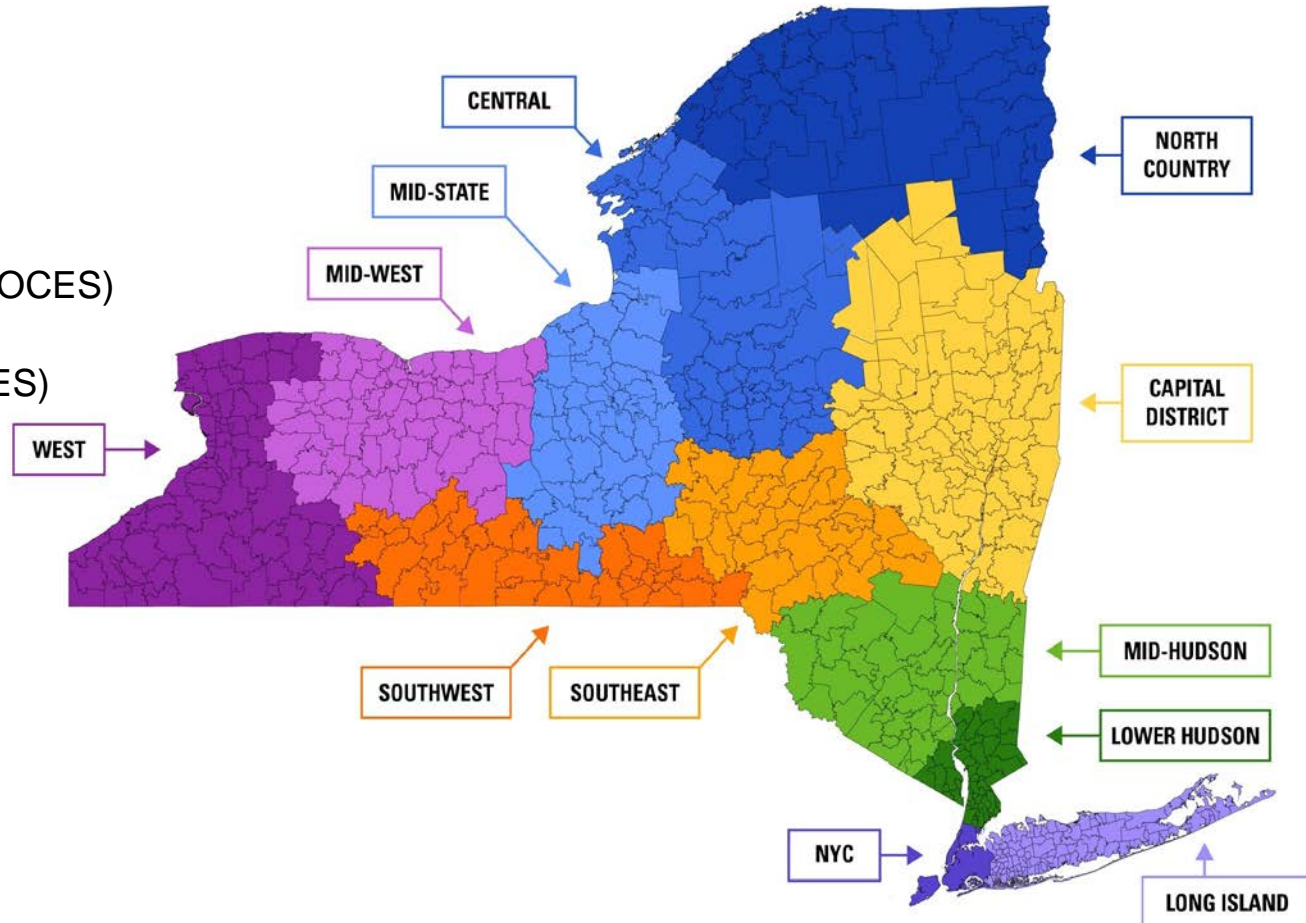 CENTRAL
NORTH
COUNTRY
MID-STATE
MID-WEST
OCES)
ES)
CAPITAL
DISTRICT
WEST
MID-HUDSON
SOUTHWEST
SOUTHEAST
LOWER HUDSON
NYC
LONG ISLAND